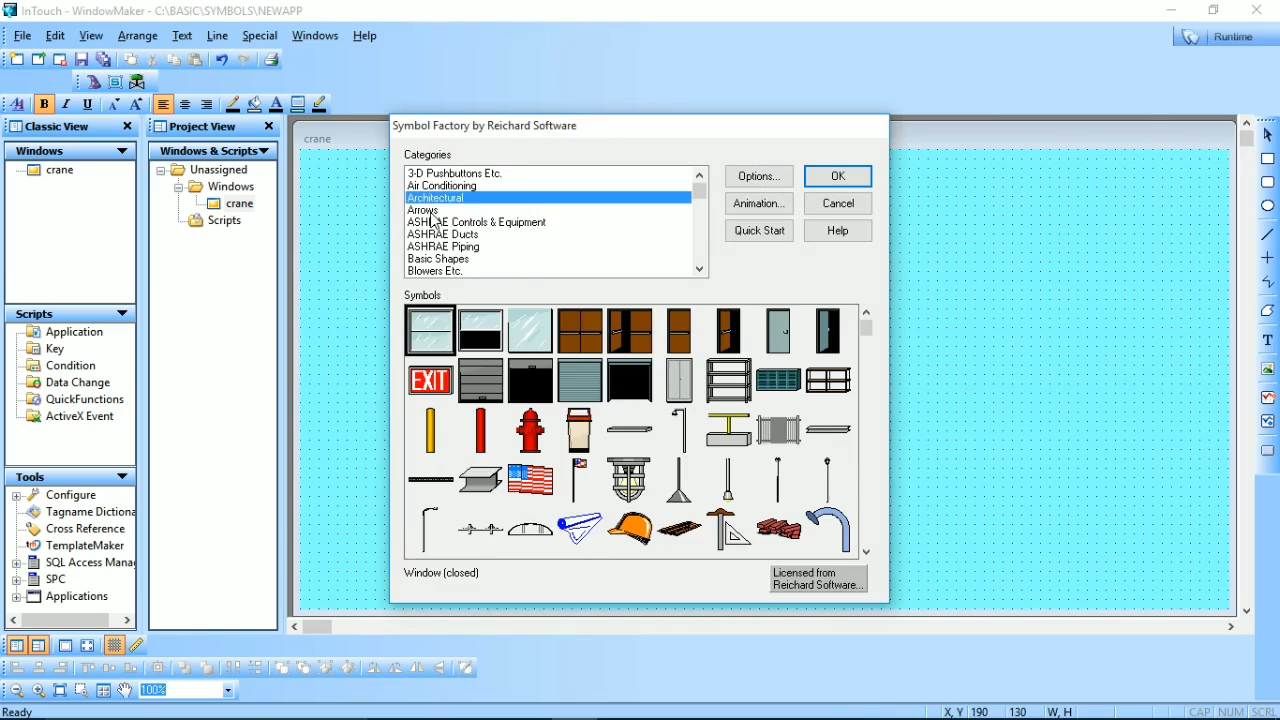 InTouch - WindowMaker - C:\BASIC\SYMBOLS\NEWAPP
File Edit View Arrange Text Line Special Windows Help
Runtime
B I U A A A
Classic View
Project View
Windows
crane
Windows & Scripts
Unassigned
Windows
crane
Scripts
Scripts
Application
Key
Condition
Data Change
QuickFunctions
ActiveX Event
Tools
Configure
Tagname Dictiona
Cross Reference
TemplateMaker
SQL Access Mana
SPC
Applications
crane
Symbol Factory by Reichard Software
Categories
3-D Pushbuttons Etc.
Air Conditioning
Architectural
Arrows
ASHRAE Controls & Equipment
ASHRAE Ducts
ASHRAE Piping
Basic Shapes
Blowers Etc.
Options... OK
Animation... Cancel
Quick Start Help
Symbols
EXIT
Window (closed)
Licensed from
Reichard Software...
T
100%
Ready
X, Y 190 130 W, H CAP NUM SCRL